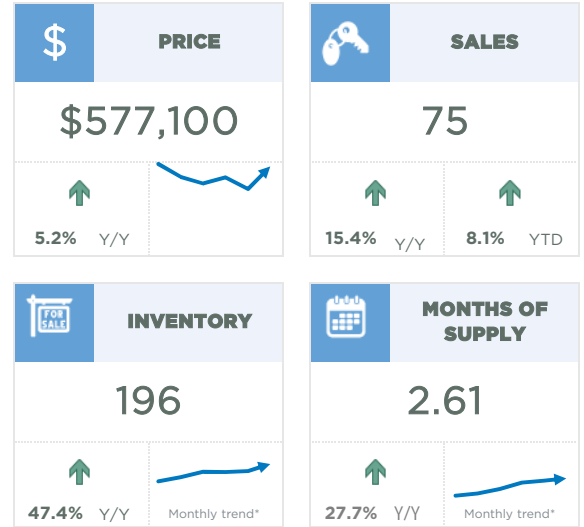 $
PRICE
$577,100
5.2% Y/Y
SALES
75
15.4% Y/Y
8.1% YTD
FOR
SALE
INVENTORY
196
47.4% Y/Y
Monthly trend*
MONTHS OF
SUPPLY
2.61
27.7% Y/Y
Monthly trend*